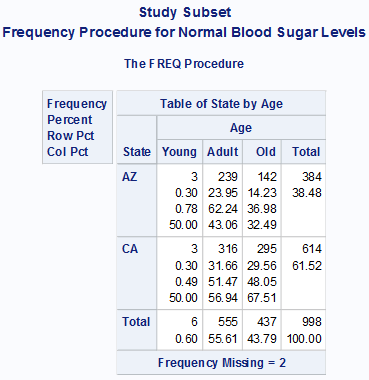 Study Subset
Frequency Procedure for Normal Blood Sugar Levels
The FREQ Procedure
Frequency
Percent
Row Pct
Col Pct
Table of State by Age
Age
State Young Adult Old Total
AZ 3 239 142 384
0.30 23.95 14.23 38.48
0.78 62.24 36.98
50.00 43.06 32.49
CA 3 316 295 614
0.30 31.66 29.56 61.52
0.49 51.47 48.05
50.00 56.94 67.51
Total 6 555 437 998
0.60 55.61 43.79 100.00
Frequency Missing = 2